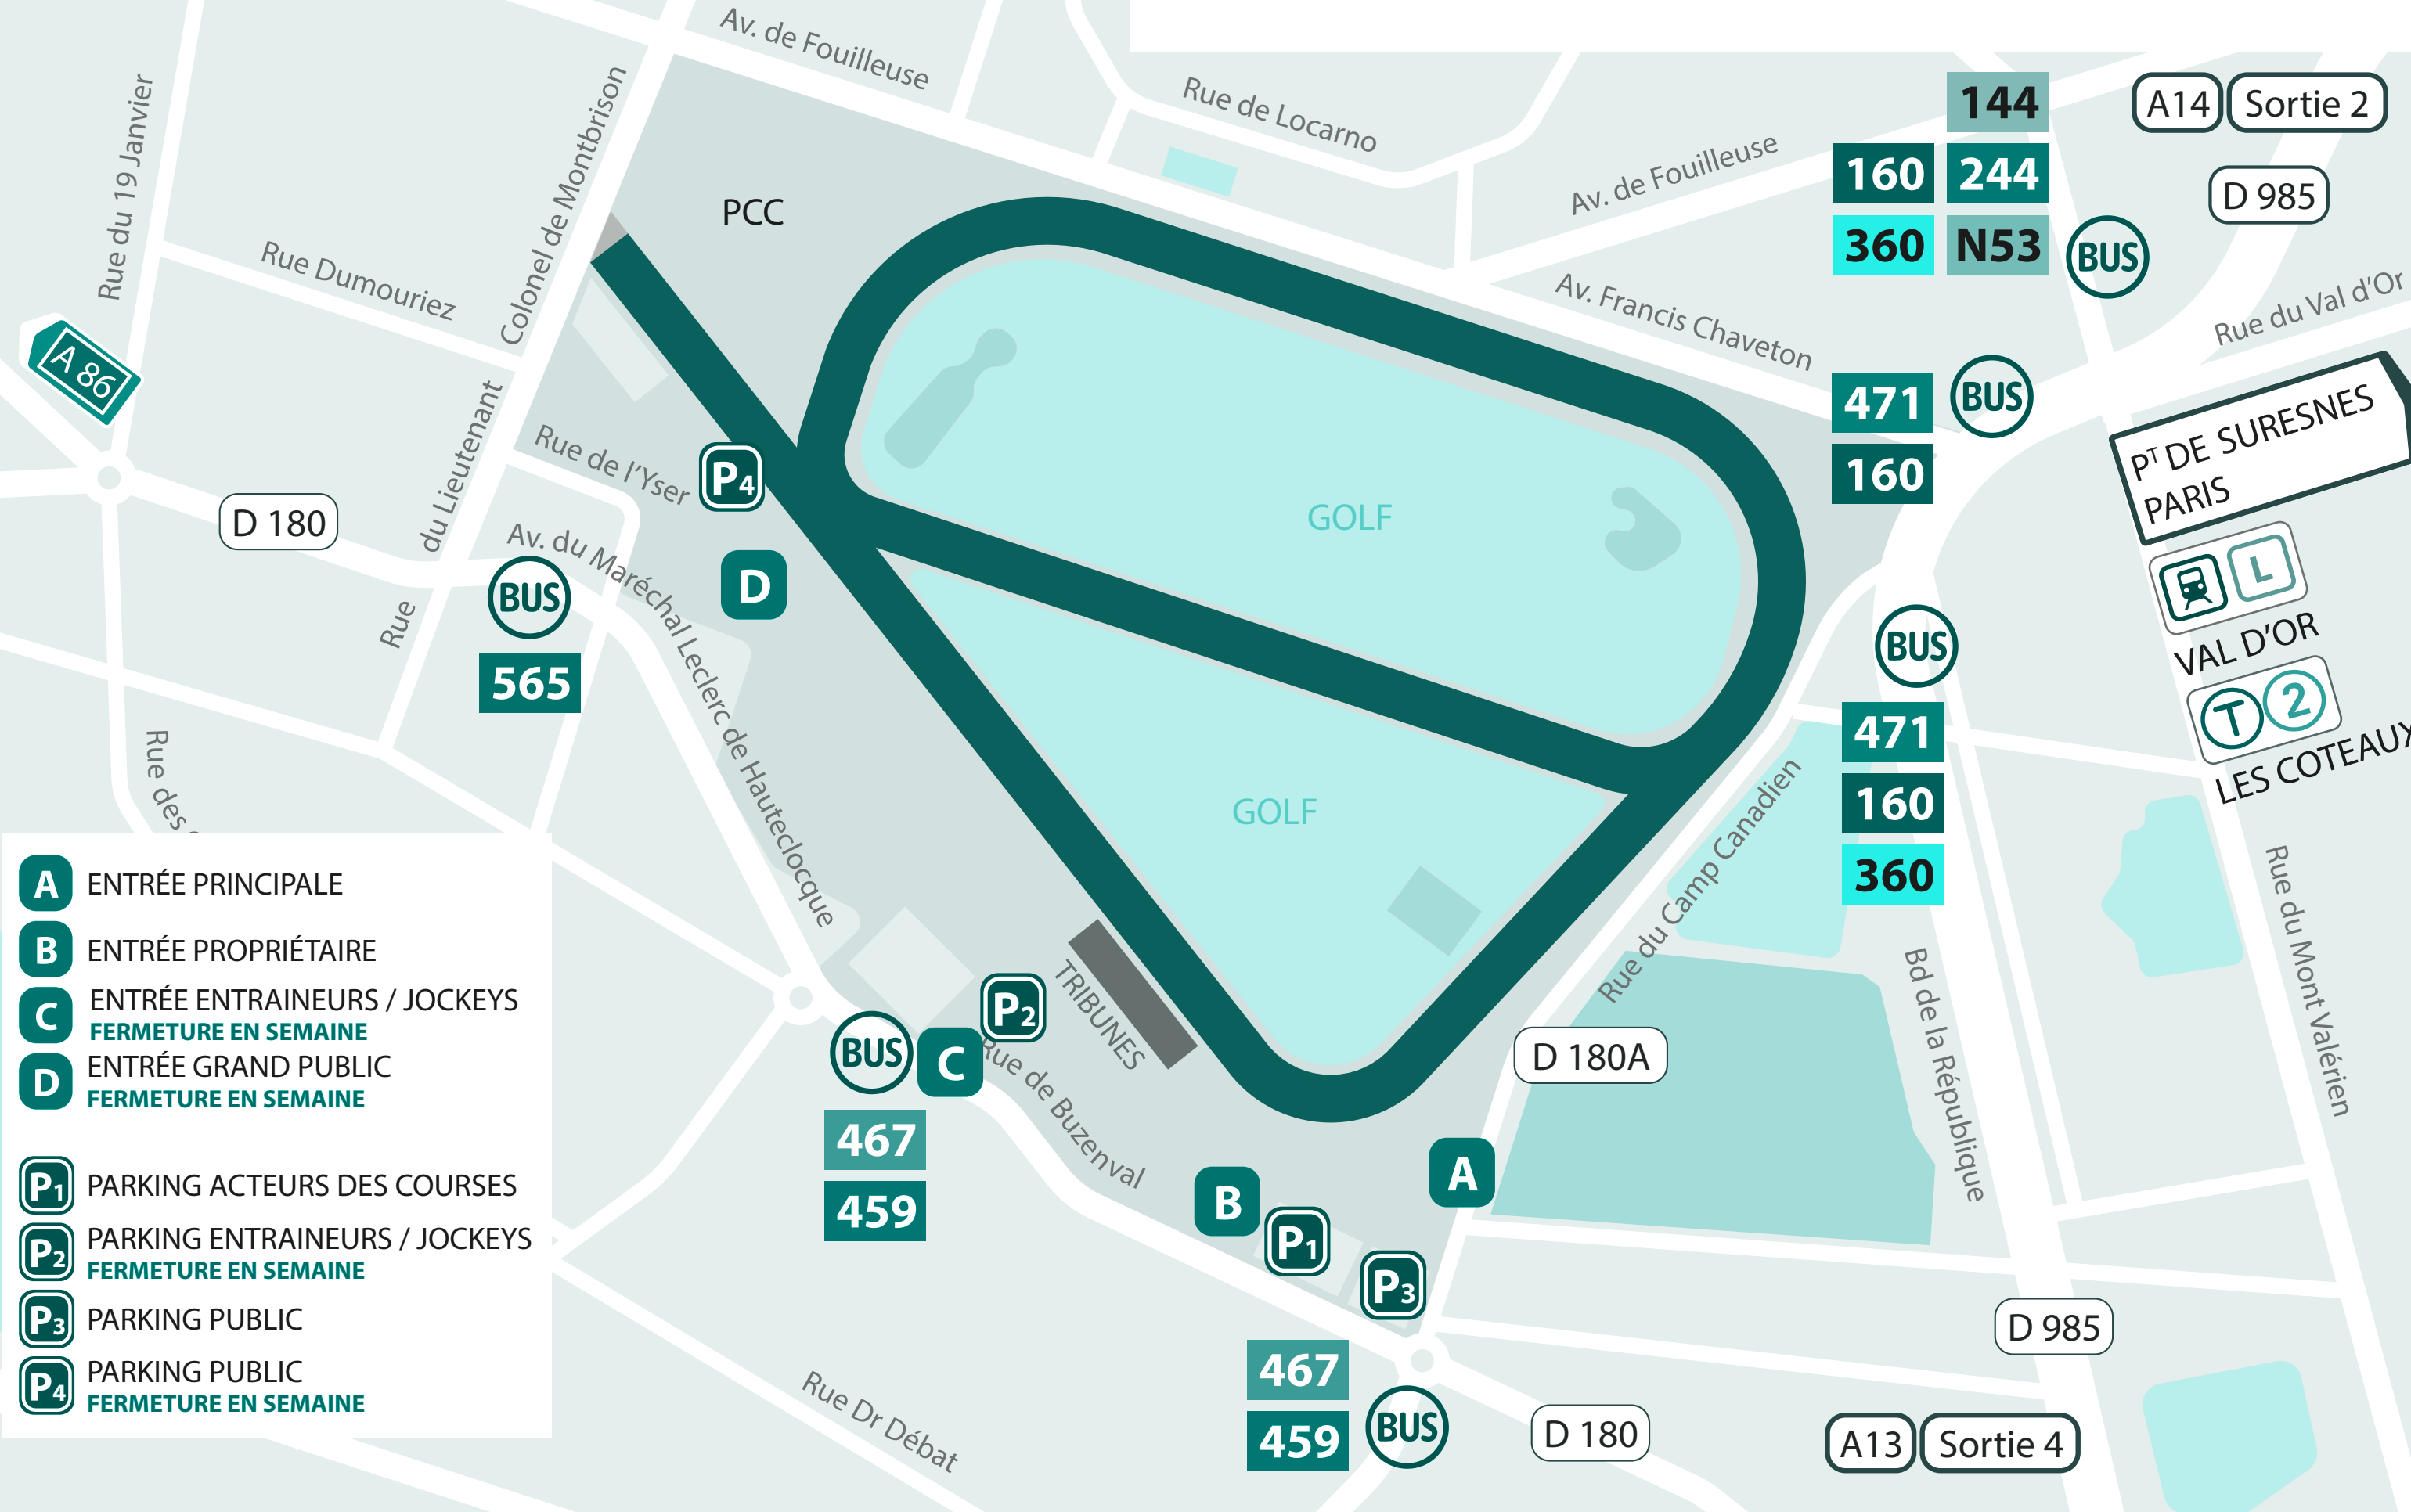 Av. de Fouilleuse
Rue de Locarno
Av. de Fouilleuse
144
160
244
360
N53
BUS
A14
Sortie 2
D 985
Rue du 19 Janvier
Colonel de Montbrison
PCC
Rue Dumouriez
A 86
Av. Francis Chaveton
Rue du Val d'Or
471
BUS
160
PT DE SURESNES
PARIS
L
VAL D'OR
T
2
LES COTEAUX
du Lieutenant
Rue
Rue de l'Yser
P4
D
D 180
Av. du Maréchal Leclerc de Hauteclocque
BUS
565
GOLF
GOLF
BUS
471
160
360
Rue du Camp Canadien
Bd de la République
Rue du Mont Valérien
Rue des
TRIBUNES
P2
BUS
C
467
459
Rue de Buzenval
D 180A
B
A
P1
P3
467
459
BUS
D 180
D 985
A13
Sortie 4
Rue Dr Débat
A ENTRÉE PRINCIPALE
B ENTRÉE PROPRIÉTAIRE
C ENTRÉE ENTRAINEURS / JOCKEYS
FERMETURE EN SEMAINE
D ENTRÉE GRAND PUBLIC
FERMETURE EN SEMAINE
P1 PARKING ACTEURS DES COURSES
P2 PARKING ENTRAINEURS / JOCKEYS
FERMETURE EN SEMAINE
P3 PARKING PUBLIC
P4 PARKING PUBLIC
FERMETURE EN SEMAINE